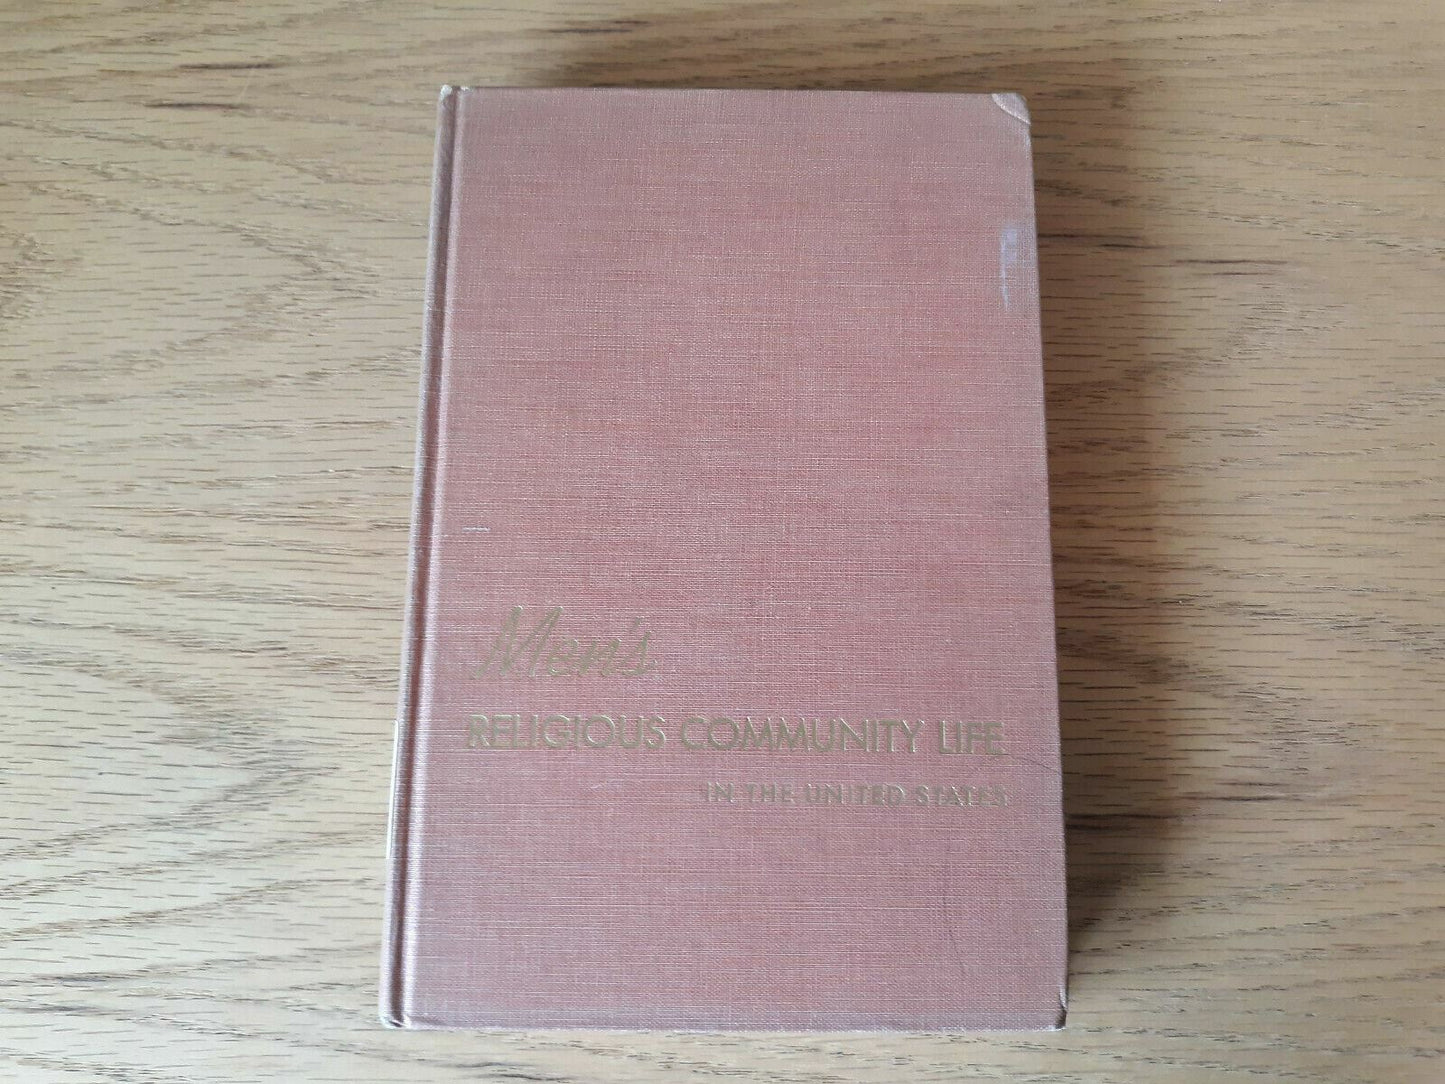 Men's
RELIGIOUS COMMUNITY LIFE
IN THE UNITED STATES